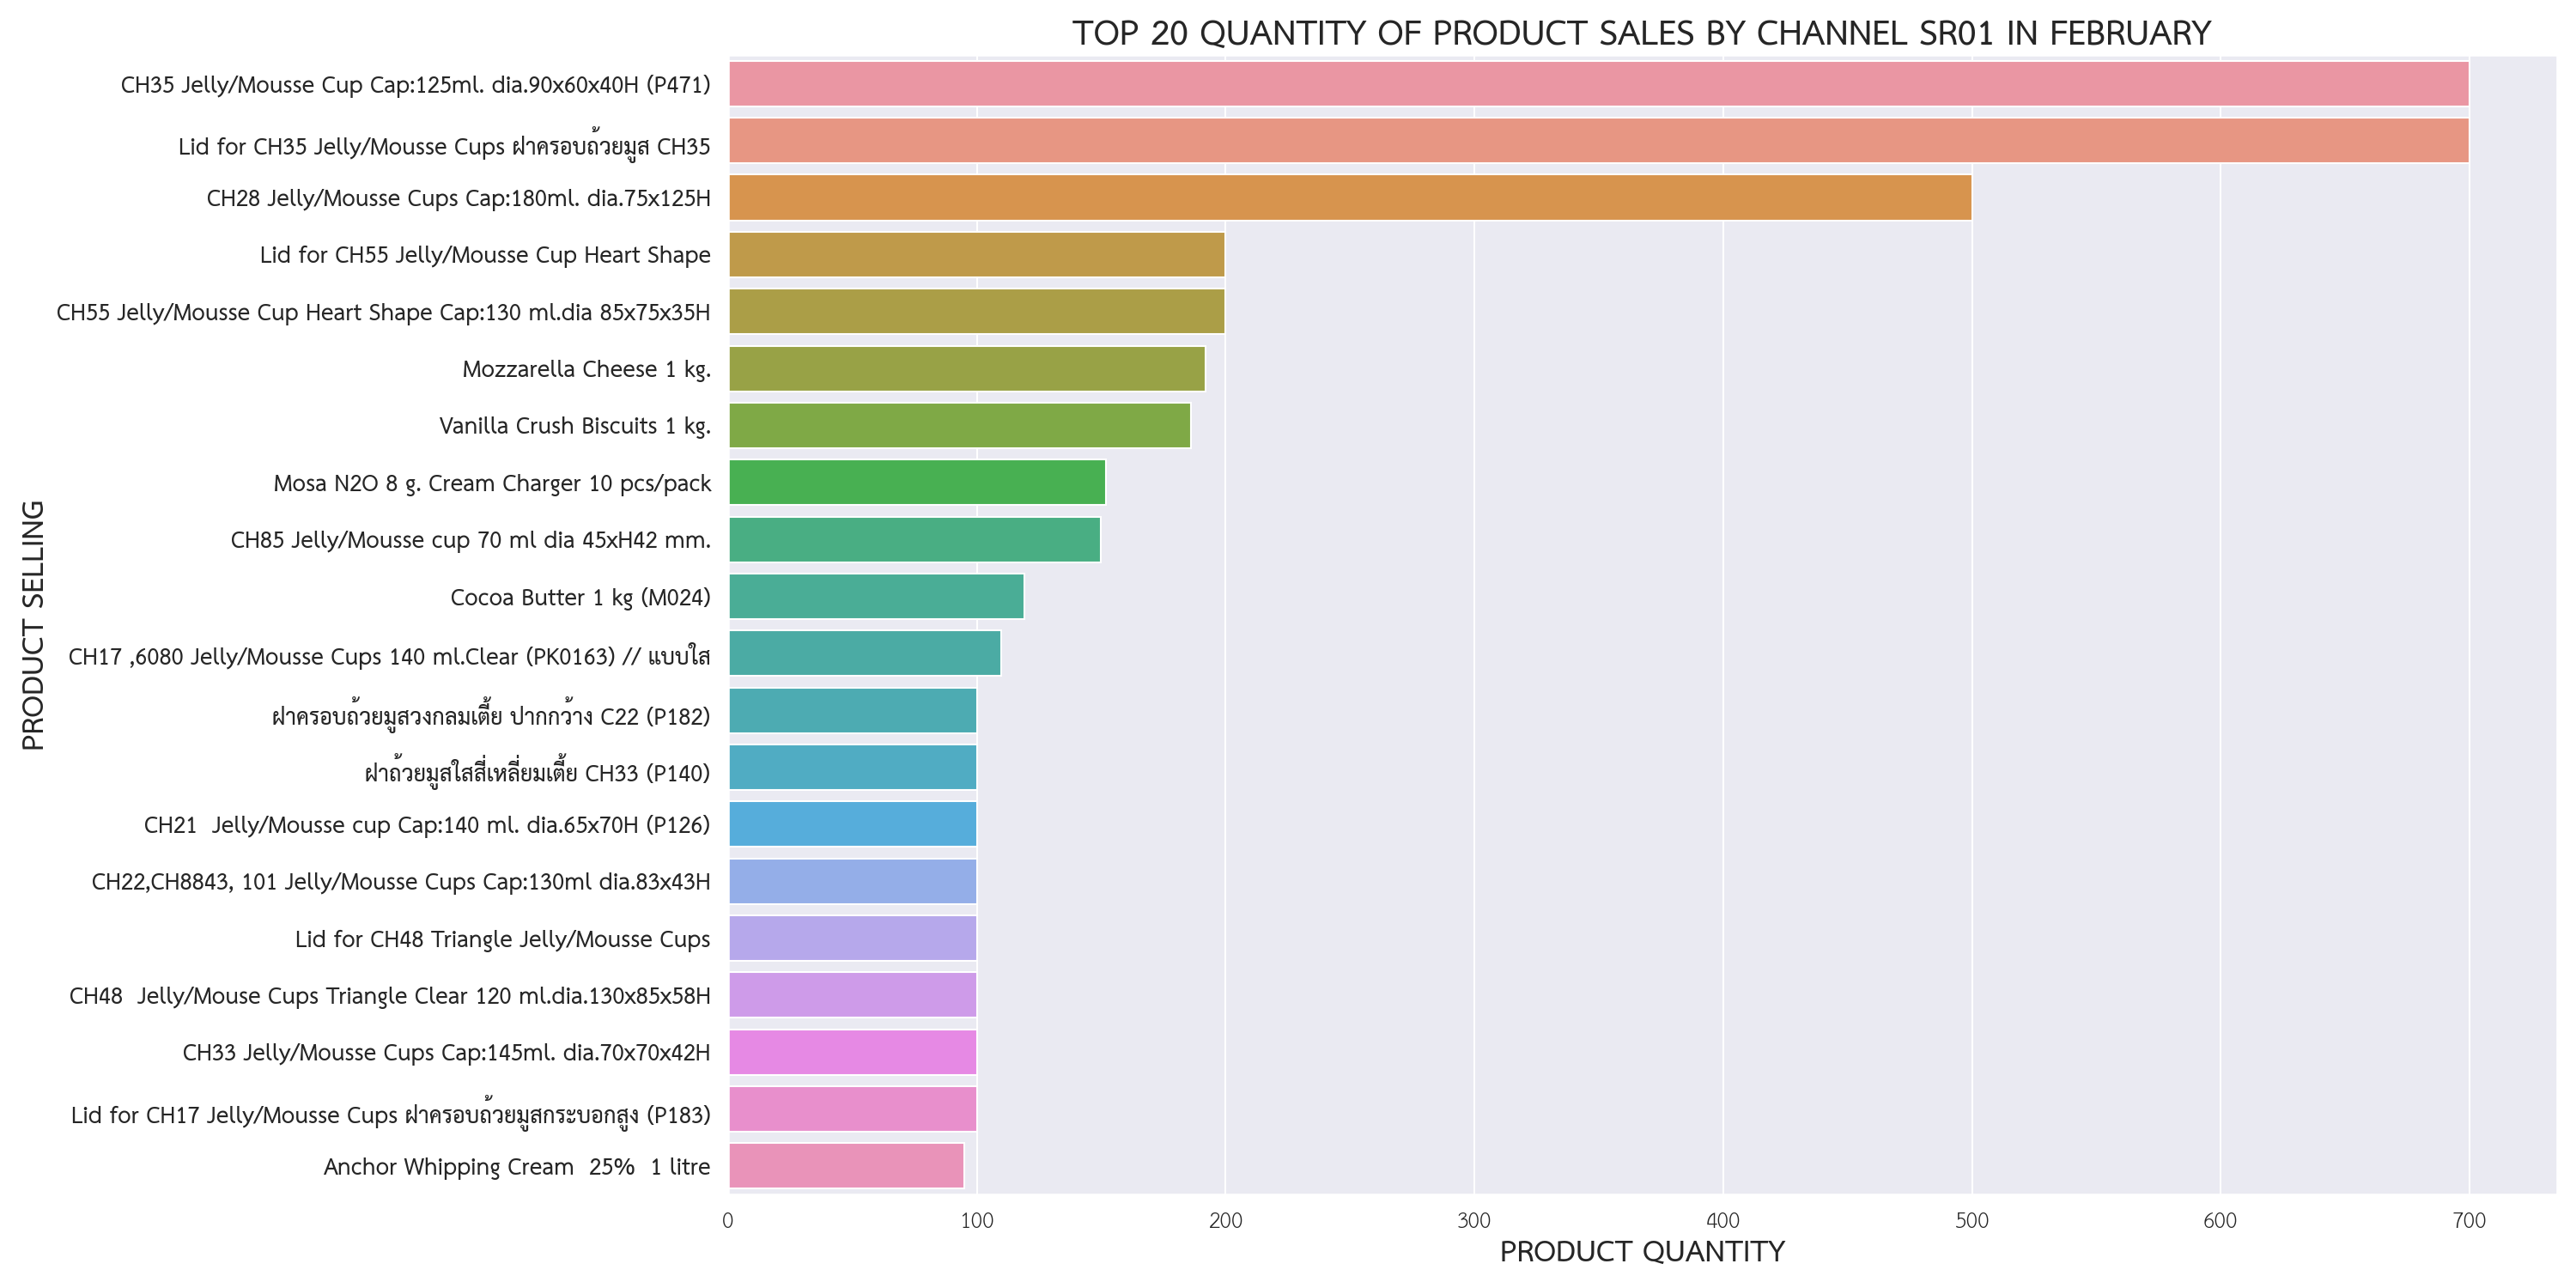 TOP 20 QUANTITY OF PRODUCT SALES BY CHANNEL SR01 IN FEBRUARY
CH35 Jelly/Mousse Cup Cap:125ml. dia.90x60x40H (P471)
Lid for CH35 Jelly/Mousse Cups ฝาครอบถ้วยมูส CH35
CH28 Jelly/Mousse Cups Cap:180ml. dia.75x125H
Lid for CH55 Jelly/Mousse Cup Heart Shape
CH55 Jelly/Mousse Cup Heart Shape Cap:130 ml.dia 85x75x35H
Mozzarella Cheese 1 kg.
Vanilla Crush Biscuits 1 kg.
Mosa N2O 8 g. Cream Charger 10 pcs/pack
CH85 Jelly/Mousse cup 70 ml dia 45xH42 mm.
Cocoa Butter 1 kg (M024)
CH17 ,6080 Jelly/Mousse Cups 140 ml.Clear (PK0163) // แบบใส
ฝาครอบถ้วยมูสวงกลมเตี้ย ปากกว้าง C22 (P182)
ฝาถ้วยมูสใสสี่เหลี่ยมเตี้ย CH33 (P140)
CH21  Jelly/Mousse cup Cap:140 ml. dia.65x70H (P126)
CH22,CH8843, 101 Jelly/Mousse Cups Cap:130ml dia.83x43H
Lid for CH48 Triangle Jelly/Mousse Cups
CH48  Jelly/Mouse Cups Triangle Clear 120 ml.dia.130x85x58H
CH33 Jelly/Mousse Cups Cap:145ml. dia.70x70x42H
Lid for CH17 Jelly/Mousse Cups ฝาครอบถ้วยมูสกระบอกสูง (P183)
Anchor Whipping Cream  25%  1 litre
PRODUCT SELLING
0 100 200 300 400 500 600 700
PRODUCT QUANTITY